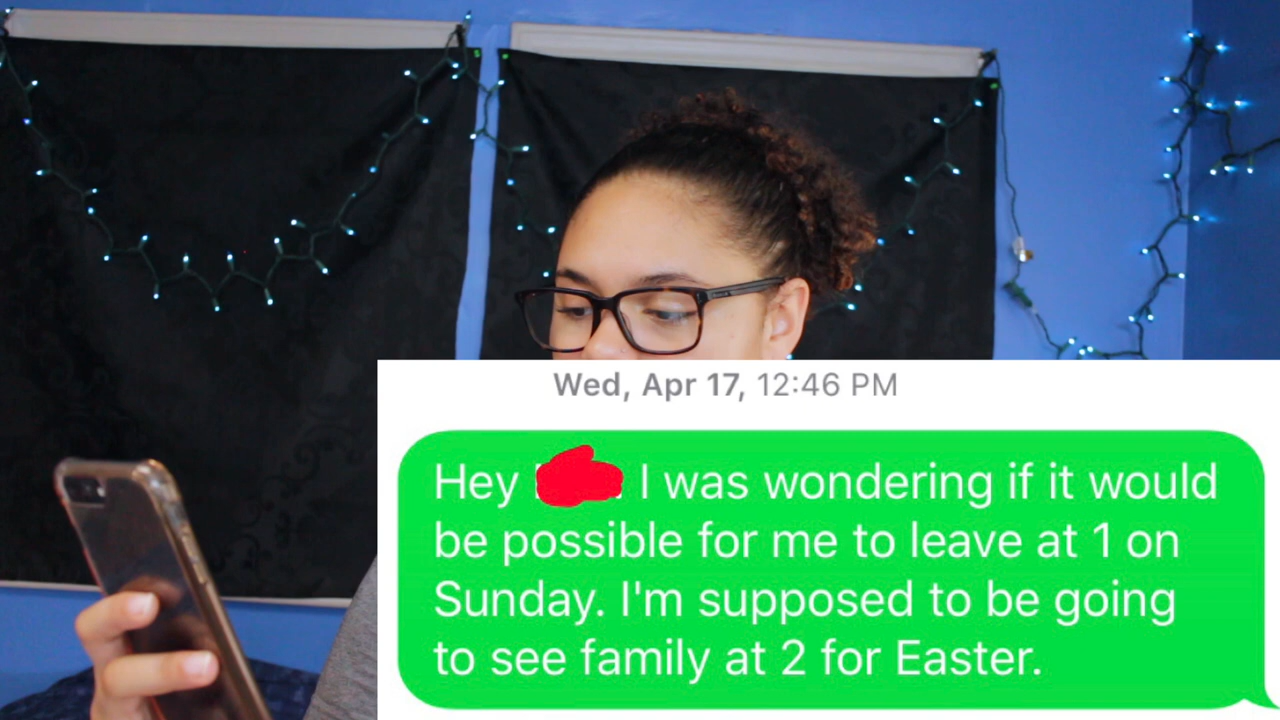 Wed, Apr 17, 12:46 PM
Hey I was wondering if it would
be possible for me to leave at 1 on
Sunday. I'm supposed to be going
to see family at 2 for Easter.